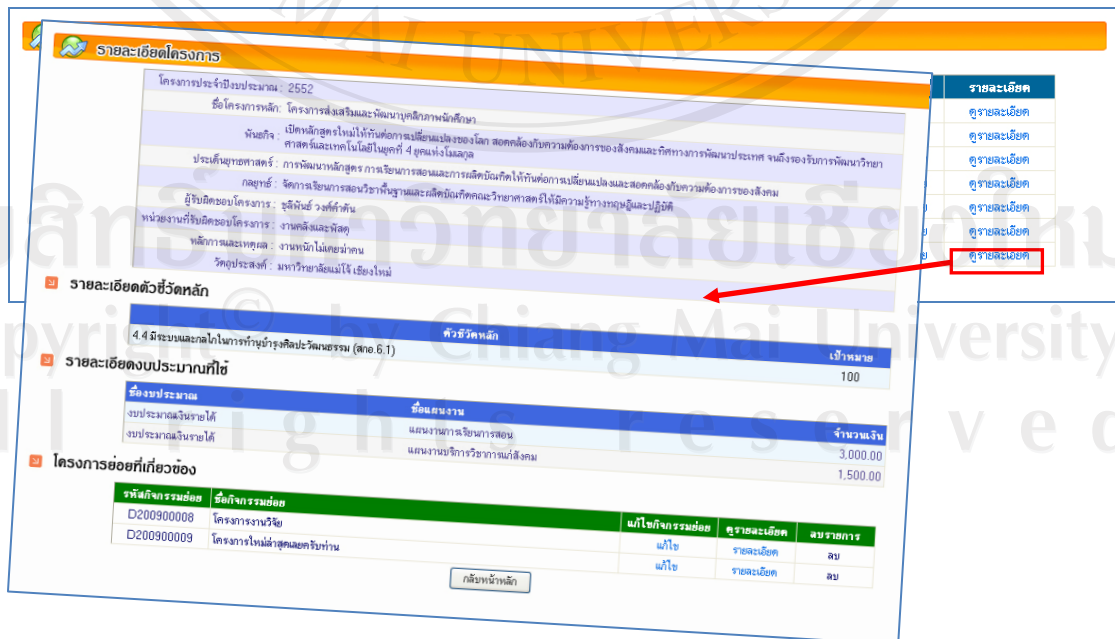 รายละเอียดโครงการ
โครงการประจำปีงบประมาณ : 2552
ชื่อโครงการหลัก : โครงการส่งเสริมและพัฒนาบุคลิกภาพนักศึกษา
พันธกิจ : เปิดหลักสูตรใหม่ให้ทันต่อการเปลี่ยนแปลงของโลก สอดคล้องกับความต้องการของสังคมและทิศทางการพัฒนาประเทศ จนถึงรองรับการพัฒนาวิทยา
ศาสตร์และเทคโนโลยีในยุคที่ 4 ยุคแห่งโมเลกุล
ประเด็นยุทธศาสตร์ : การพัฒนาหลักสูตร การเรียนการสอนและการผลิตบัณฑิตให้ทันต่อการเปลี่ยนแปลงและสอดคล้องกับความต้องการของสังคม
กลยุทธ์ : จัดการเรียนการสอนวิชาพื้นฐานและผลิตบัณฑิตคณะวิทยาศาสตร์ให้มีความรู้ทางทฤษฎีและปฏิบัติ
ผู้รับผิดชอบโครงการ : ชุลีพันธ์ วงศ์คำตัน
หน่วยงานที่รับผิดชอบโครงการ : งานคลังและพัสดุ
หลักการและเหตุผล : งานหนักไม่เคยฆ่าคน
วัตถุประสงค์ : มหาวิทยาลัยแม่โจ้ เชียงใหม่
รายละเอียดตัวชี้วัดหลัก
ตัวชี้วัดหลัก เป้าหมาย
4.4 มีระบบและกลไกในการทำนุบำรุงศิลปะวัฒนธรรม (สกอ.6.1) 100
รายละเอียดงบประมาณที่ใช้
ชื่องบประมาณ ชื่อแผนงาน จำนวนเงิน
งบประมาณเงินรายได้ แผนงานการเรียนการสอน 3,000.00
งบประมาณเงินรายได้ แผนงานบริการวิชาการแก่สังคม 1,500.00
โครงการย่อยที่เกี่ยวข้อง
รหัสกิจกรรมย่อย ชื่อกิจกรรมย่อย แก้ไขกิจกรรมย่อย ดูรายละเอียด ลบรายการ
D200900008 โครงการงานวิจัย แก้ไข รายละเอียด ลบ
D200900009 โครงการใหม่ล่าสุดเลยครับท่าน แก้ไข รายละเอียด ลบ
กลับหน้าหลัก
รายละเอียด
ดูรายละเอียด
ดูรายละเอียด
ดูรายละเอียด
ดูรายละเอียด
ดูรายละเอียด
ดูรายละเอียด
ดูรายละเอียด
MAI UNIVERS
by Chiang Mai University
rights reserved